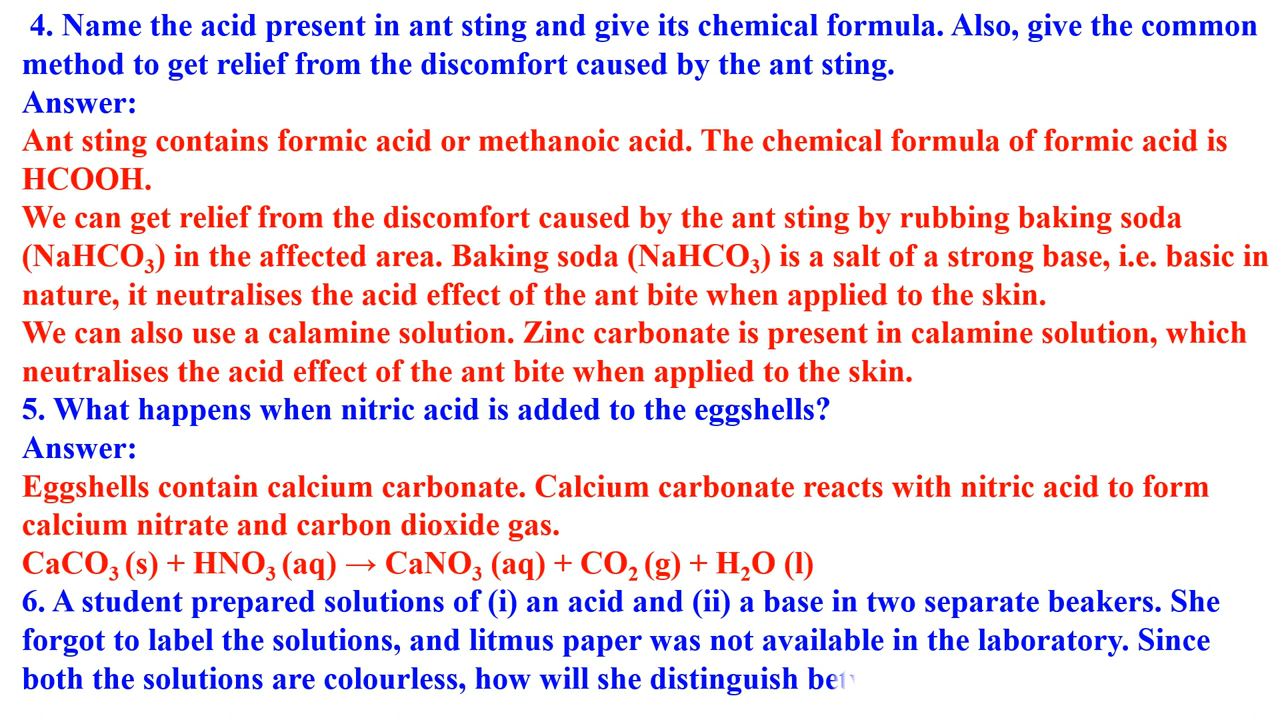 4. Name the acid present in ant sting and give its chemical formula. Also, give the common
method to get relief from the discomfort caused by the ant sting.
Answer:
Ant sting contains formic acid or methanoic acid. The chemical formula of formic acid is
HCOOH.
We can get relief from the discomfort caused by the ant sting by rubbing baking soda
(NaHCO₃) in the affected area. Baking soda (NaHCO₃) is a salt of a strong base, i.e. basic in
nature, it neutralises the acid effect of the ant bite when applied to the skin.
We can also use a calamine solution. Zinc carbonate is present in calamine solution, which
neutralises the acid effect of the ant bite when applied to the skin.
5. What happens when nitric acid is added to the eggshells?
Answer:
Eggshells contain calcium carbonate. Calcium carbonate reacts with nitric acid to form
calcium nitrate and carbon dioxide gas.
CaCO₃ (s) + HNO₃ (aq) → CaNO₃ (aq) + CO₂ (g) + H₂O (l)
6. A student prepared solutions of (i) an acid and (ii) a base in two separate beakers. She
forgot to label the solutions, and litmus paper was not available in the laboratory. Since
both the solutions are colourless, how will she distinguish